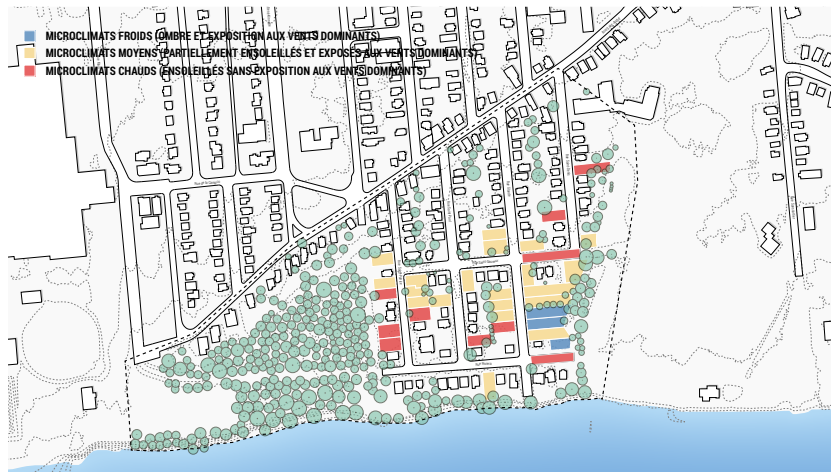 MICROCLIMATS FROIDS (OMBRE ET EXPOSITION AUX VENTS DOMINANTS)
MICROCLIMATS MOYENS (PARTIELLEMENT ENSOLEILLÉS ET EXPOSÉS AUX VENTS DOMINANTS)
MICROCLIMATS CHAUDS (ENSOLEILLÉS SANS EXPOSITION AUX VENTS DOMINANTS)